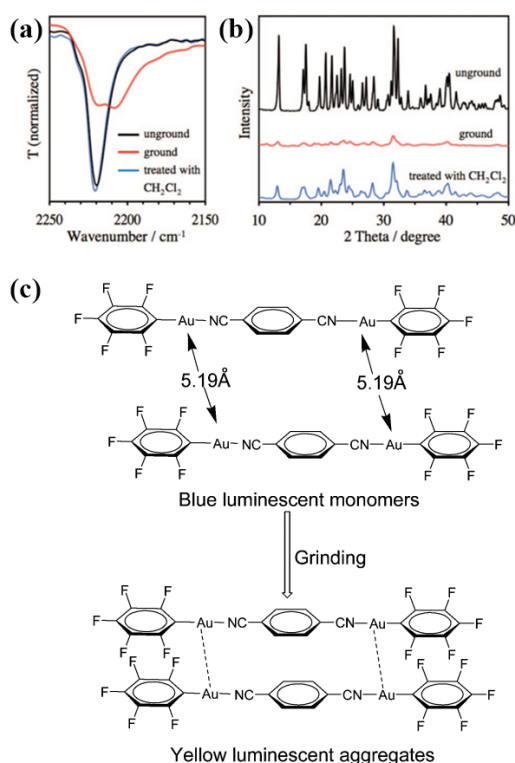 (a)
T (normalized)
unground
ground
treated with
CH2Cl2
2250
2200
2150
Wavenumber / cm-1
(b)
Intensity
unground
ground
treated with CH2Cl2
10
20
30
40
50
2 Theta / degree
(c)
F F
F Au NC CN Au F
F F
5.19Å 5.19Å
F F
F Au NC CN Au F
F F
Blue luminescent monomers
Grinding
F F
F Au NC CN Au F
F F
F F
F Au NC CN Au F
F F
Yellow luminescent aggregates